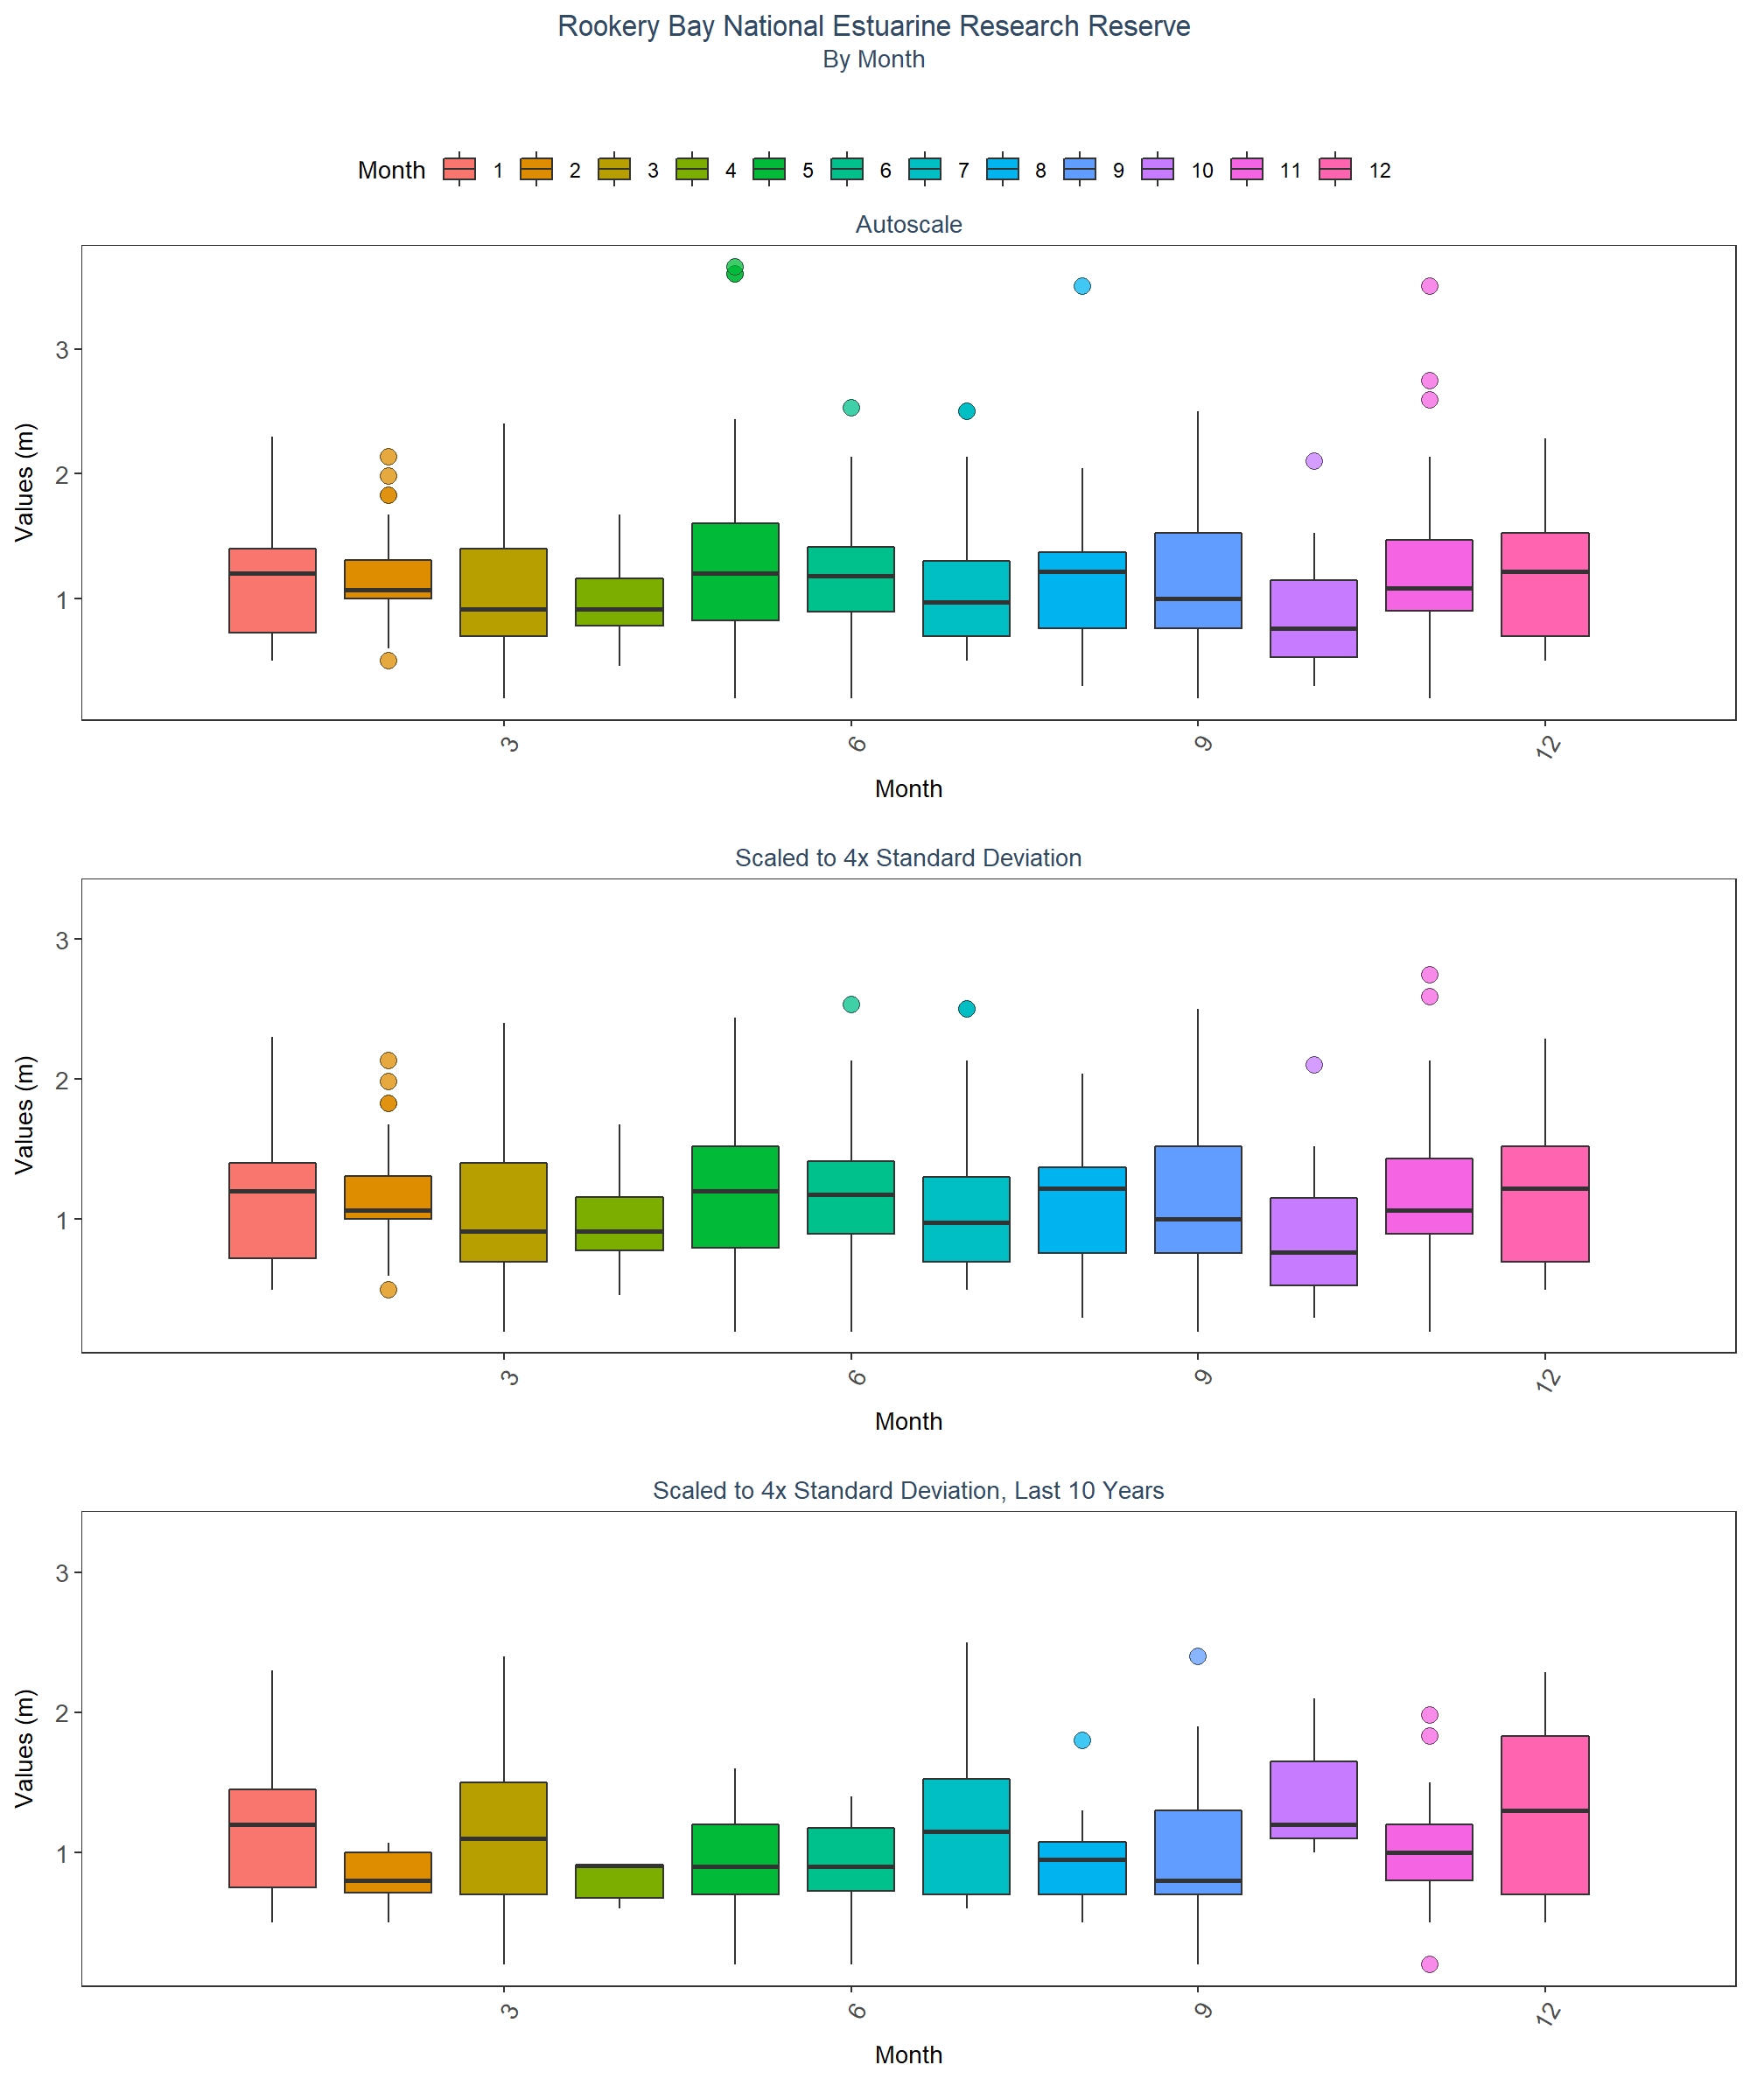 Rookery Bay National Estuarine Research Reserve
By Month
Month 1 2 3 4 5 6 7 8 9 10 11 12
Autoscale
Values (m)
3
2
1
3 6 9 12
Month
Scaled to 4x Standard Deviation
Values (m)
3
2
1
3 6 9 12
Month
Scaled to 4x Standard Deviation, Last 10 Years
Values (m)
3
2
1
3 6 9 12
Month